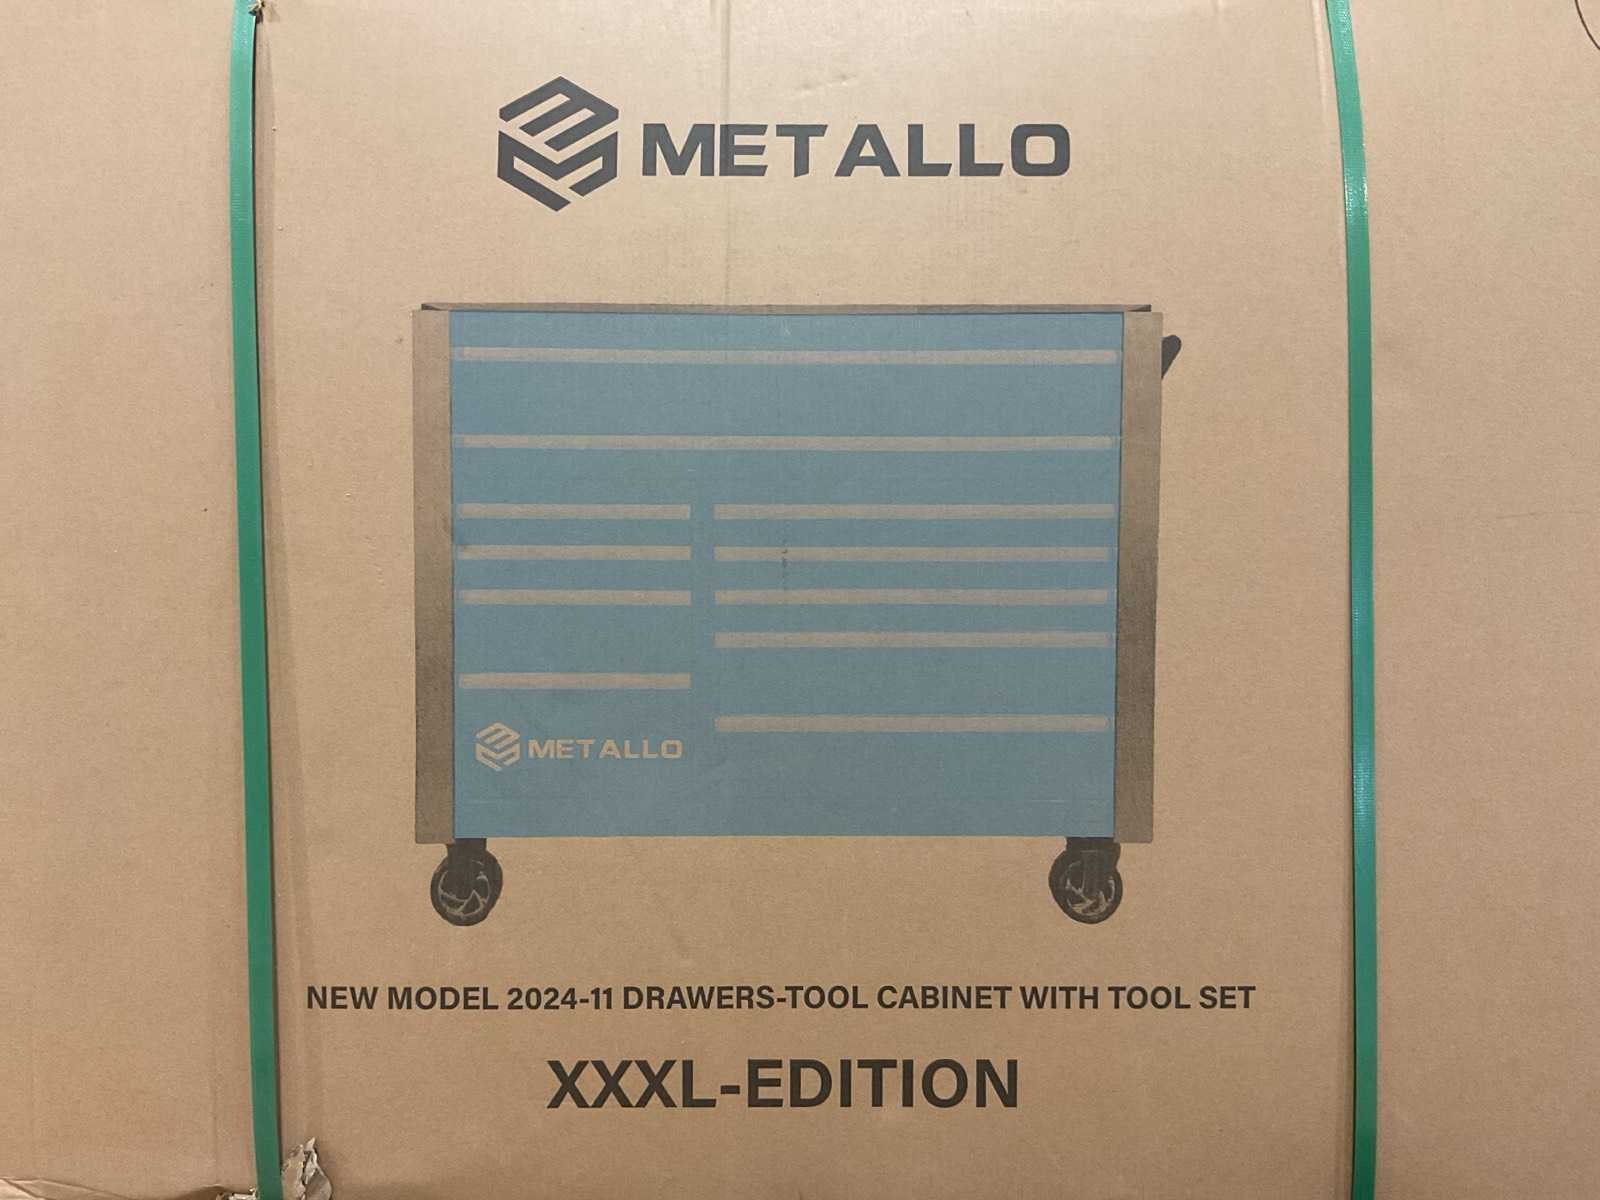 METALLO
METALLO
NEW MODEL 2024-11 DRAWERS-TOOL CABINET WITH TOOL SET
XXXL-EDITION